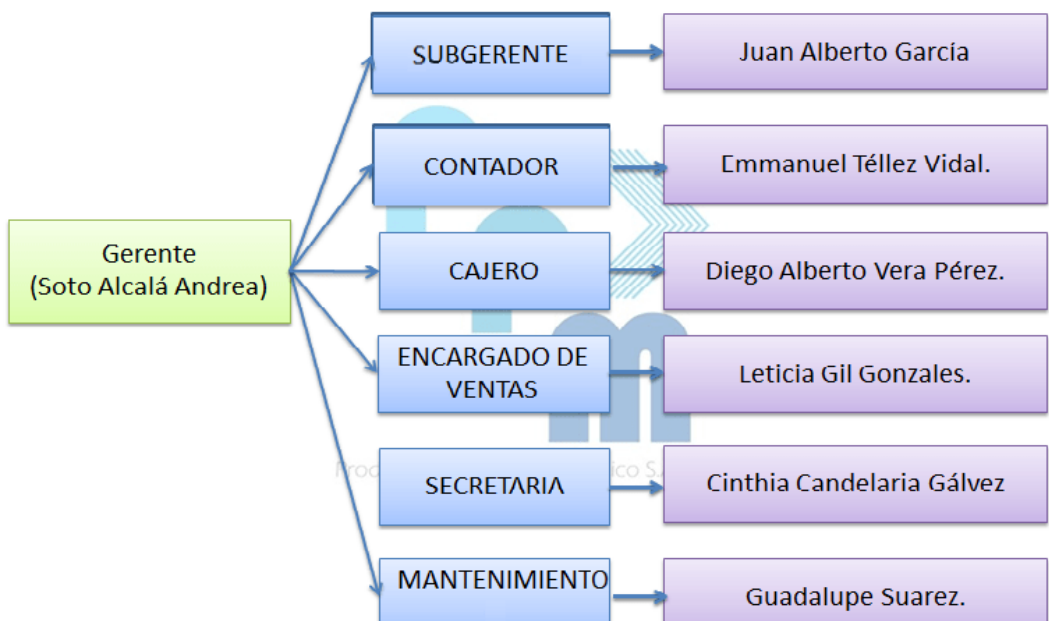 SUBGERENTE
Juan Alberto García
CONTADOR
Emmanuel Téllez Vidal.
Gerente
(Soto Alcalá Andrea)
CAJERO
Diego Alberto Vera Pérez.
ENCARGADO DE
VENTAS
Leticia Gil Gonzales.
SECRETARIA
Cinthia Candelaria Gálvez
MANTENIMIENTO
Guadalupe Suarez.